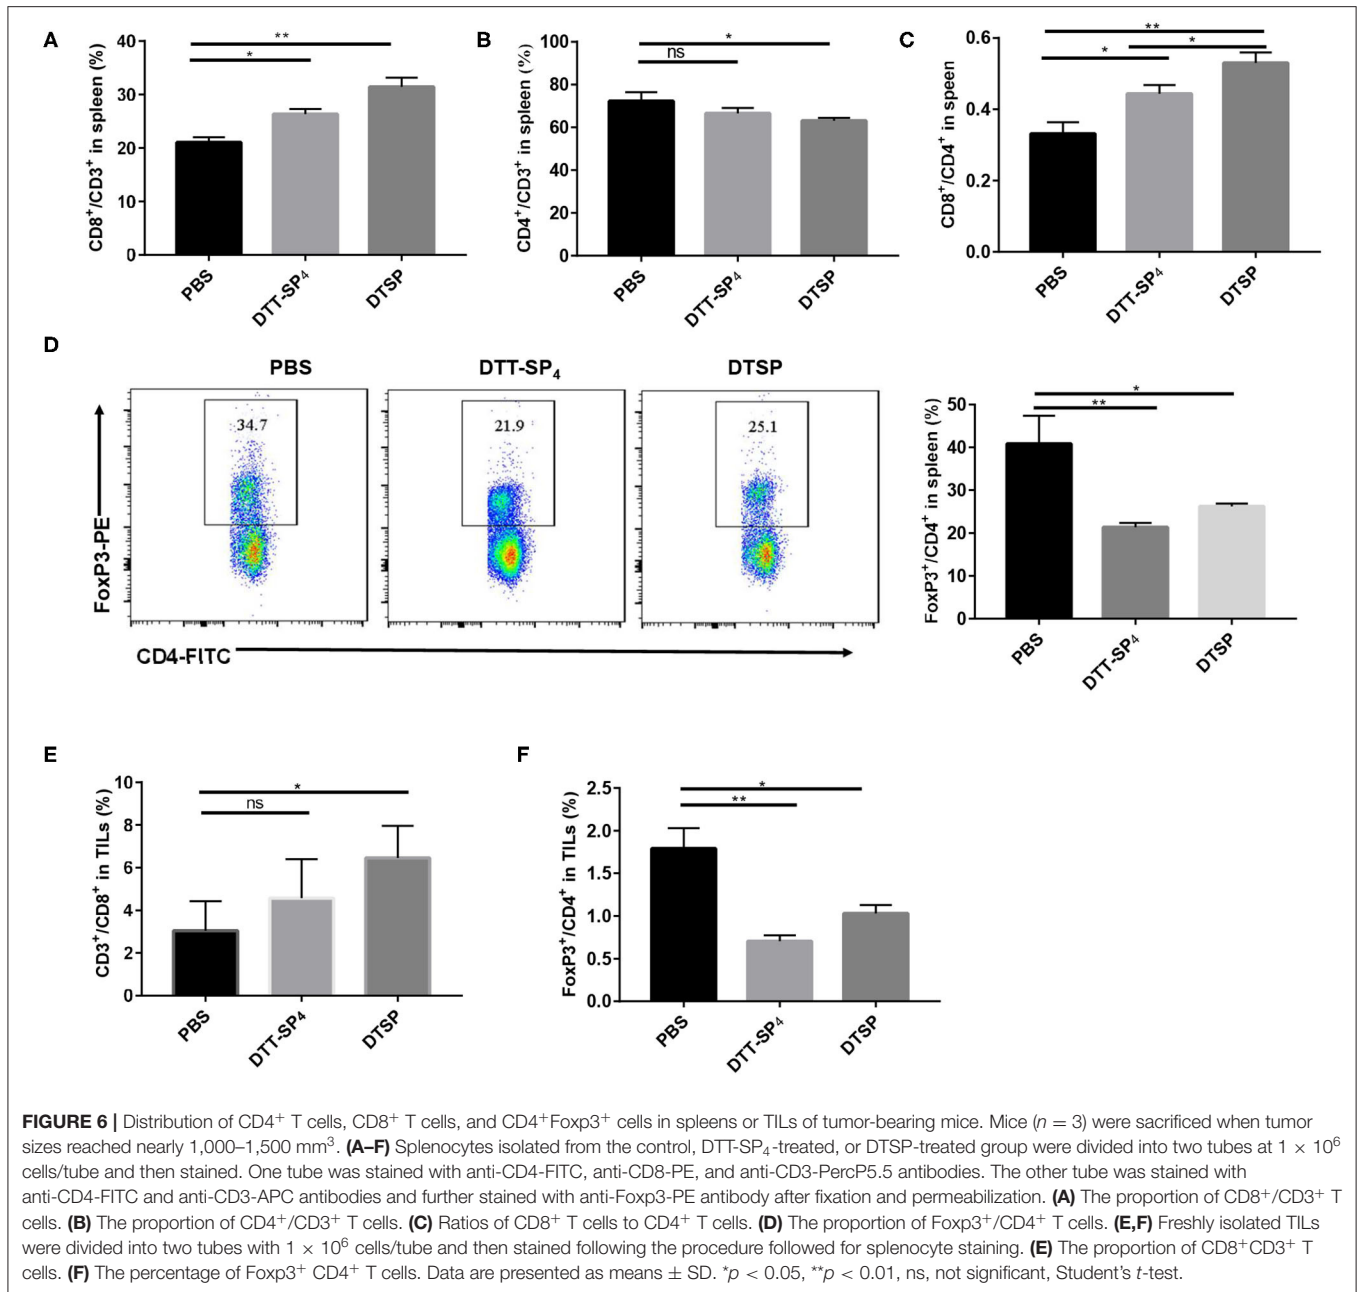 A
CD8+/CD3+ in spleen (%)
40
30
20
10
0
**
*
PBS
DTT-SP4
DTSP
B
CD4+/CD3+ in spleen (%)
100
80
60
40
20
0
*
ns
PBS
DTT-SP4
DTSP
C
CD8+/CD4+ in speen
0.6
0.4
0.2
0.0
**
*
*
PBS
DTT-SP4
DTSP
D
PBS
DTT-SP4
DTSP
34.7
21.9
25.1
FoxP3-PE
CD4-FITC
FoxP3+/CD4+ in spleen (%)
50
40
30
20
10
0
*
**
PBS
DTT-SP4
DTSP
E
CD3+/CD8+ in TILs (%)
10
8
6
4
2
0
*
ns
PBS
DTT-SP4
DTSP
F
FoxP3+/CD4+ in TILs (%)
2.5
2.0
1.5
1.0
0.5
0.0
*
**
PBS
DTT-SP4
DTSP
FIGURE 6 | Distribution of CD4+ T cells, CD8+ T cells, and CD4+Foxp3+ cells in spleens or TILs of tumor-bearing mice. Mice (n = 3) were sacrificed when tumor
sizes reached nearly 1,000–1,500 mm3. (A–F) Splenocytes isolated from the control, DTT-SP4-treated, or DTSP-treated group were divided into two tubes at 1 × 10⁶
cells/tube and then stained. One tube was stained with anti-CD4-FITC, anti-CD8-PE, and anti-CD3-PercP5.5 antibodies. The other tube was stained with
anti-CD4-FITC and anti-CD3-APC antibodies and further stained with anti-Foxp3-PE antibody after fixation and permeabilization. (A) The proportion of CD8+/CD3+ T
cells. (B) The proportion of CD4+/CD3+ T cells. (C) Ratios of CD8+ T cells to CD4+ T cells. (D) The proportion of Foxp3+/CD4+ T cells. (E,F) Freshly isolated TILs
were divided into two tubes with 1 × 10⁶ cells/tube and then stained following the procedure followed for splenocyte staining. (E) The proportion of CD8+CD3+ T
cells. (F) The percentage of Foxp3+ CD4+ T cells. Data are presented as means ± SD. *p < 0.05, **p < 0.01, ns, not significant, Student's t-test.